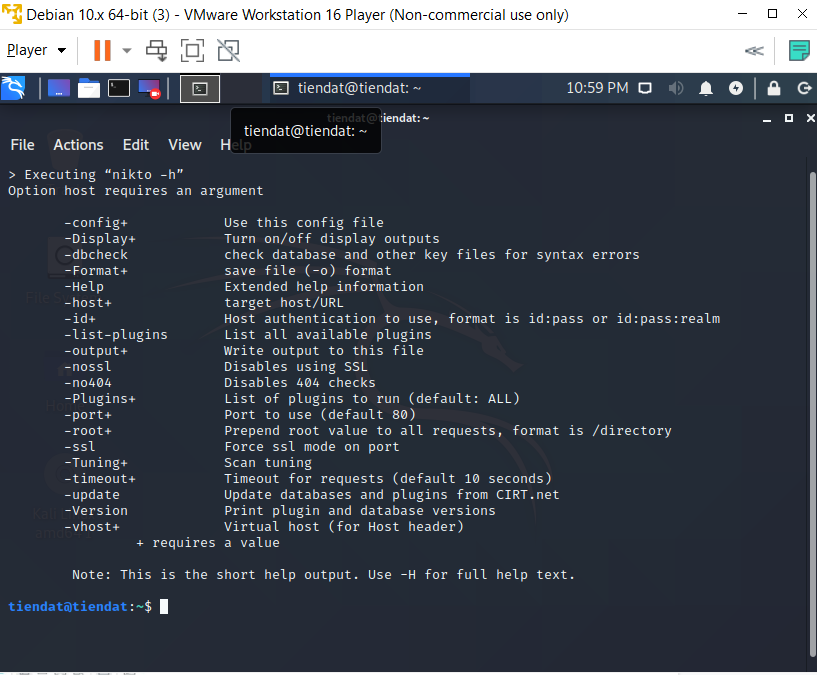 Debian 10.x 64-bit (3) - VMware Workstation 16 Player (Non-commercial use only)
Player
tiendat@tiendat: ~
10:59 PM
tiendat@tiendat:~
tiendat@tiendat: ~
File Actions Edit View Help
> Executing “nikto -h”
Option host requires an argument
-config+ Use this config file
-Display+ Turn on/off display outputs
-dbcheck check database and other key files for syntax errors
-Format+ save file (-o) format
-Help Extended help information
-host+ target host/URL
-id+ Host authentication to use, format is id:pass or id:pass:realm
-list-plugins List all available plugins
-output+ Write output to this file
-nossl Disables using SSL
-no404 Disables 404 checks
-Plugins+ List of plugins to run (default: ALL)
-port+ Port to use (default 80)
-root+ Prepend root value to all requests, format is /directory
-ssl Force ssl mode on port
-Tuning+ Scan tuning
-timeout+ Timeout for requests (default 10 seconds)
-update Update databases and plugins from CIRT.net
-Version Print plugin and database versions
-vhost+ Virtual host (for Host header)
+ requires a value
Note: This is the short help output. Use -H for full help text.
tiendat@tiendat:~$